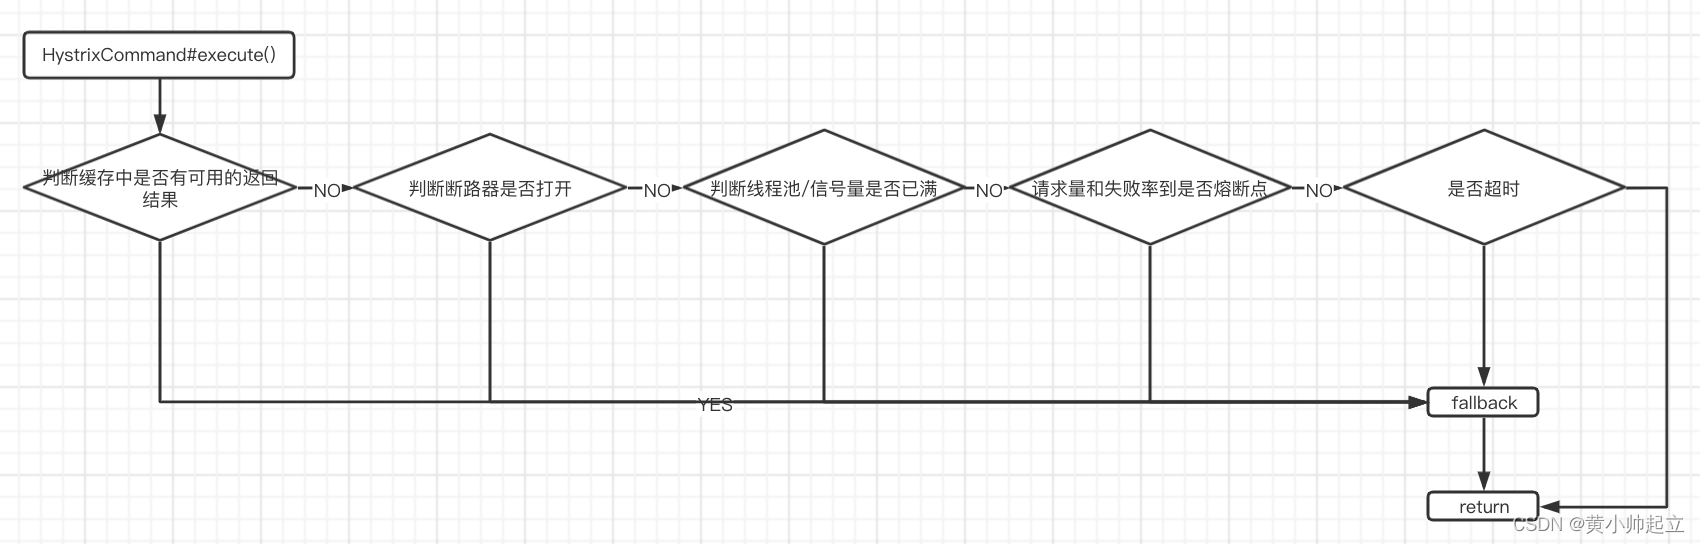 HystrixCommand#execute()
判断缓存中是否有可用的返回
结果
NO
判断断路器是否打开
NO
判断线程池/信号量是否已满
NO
请求量和失败率到是否熔断点
NO
是否超时
YES
fallback
return
CSDN @黄小帅起立